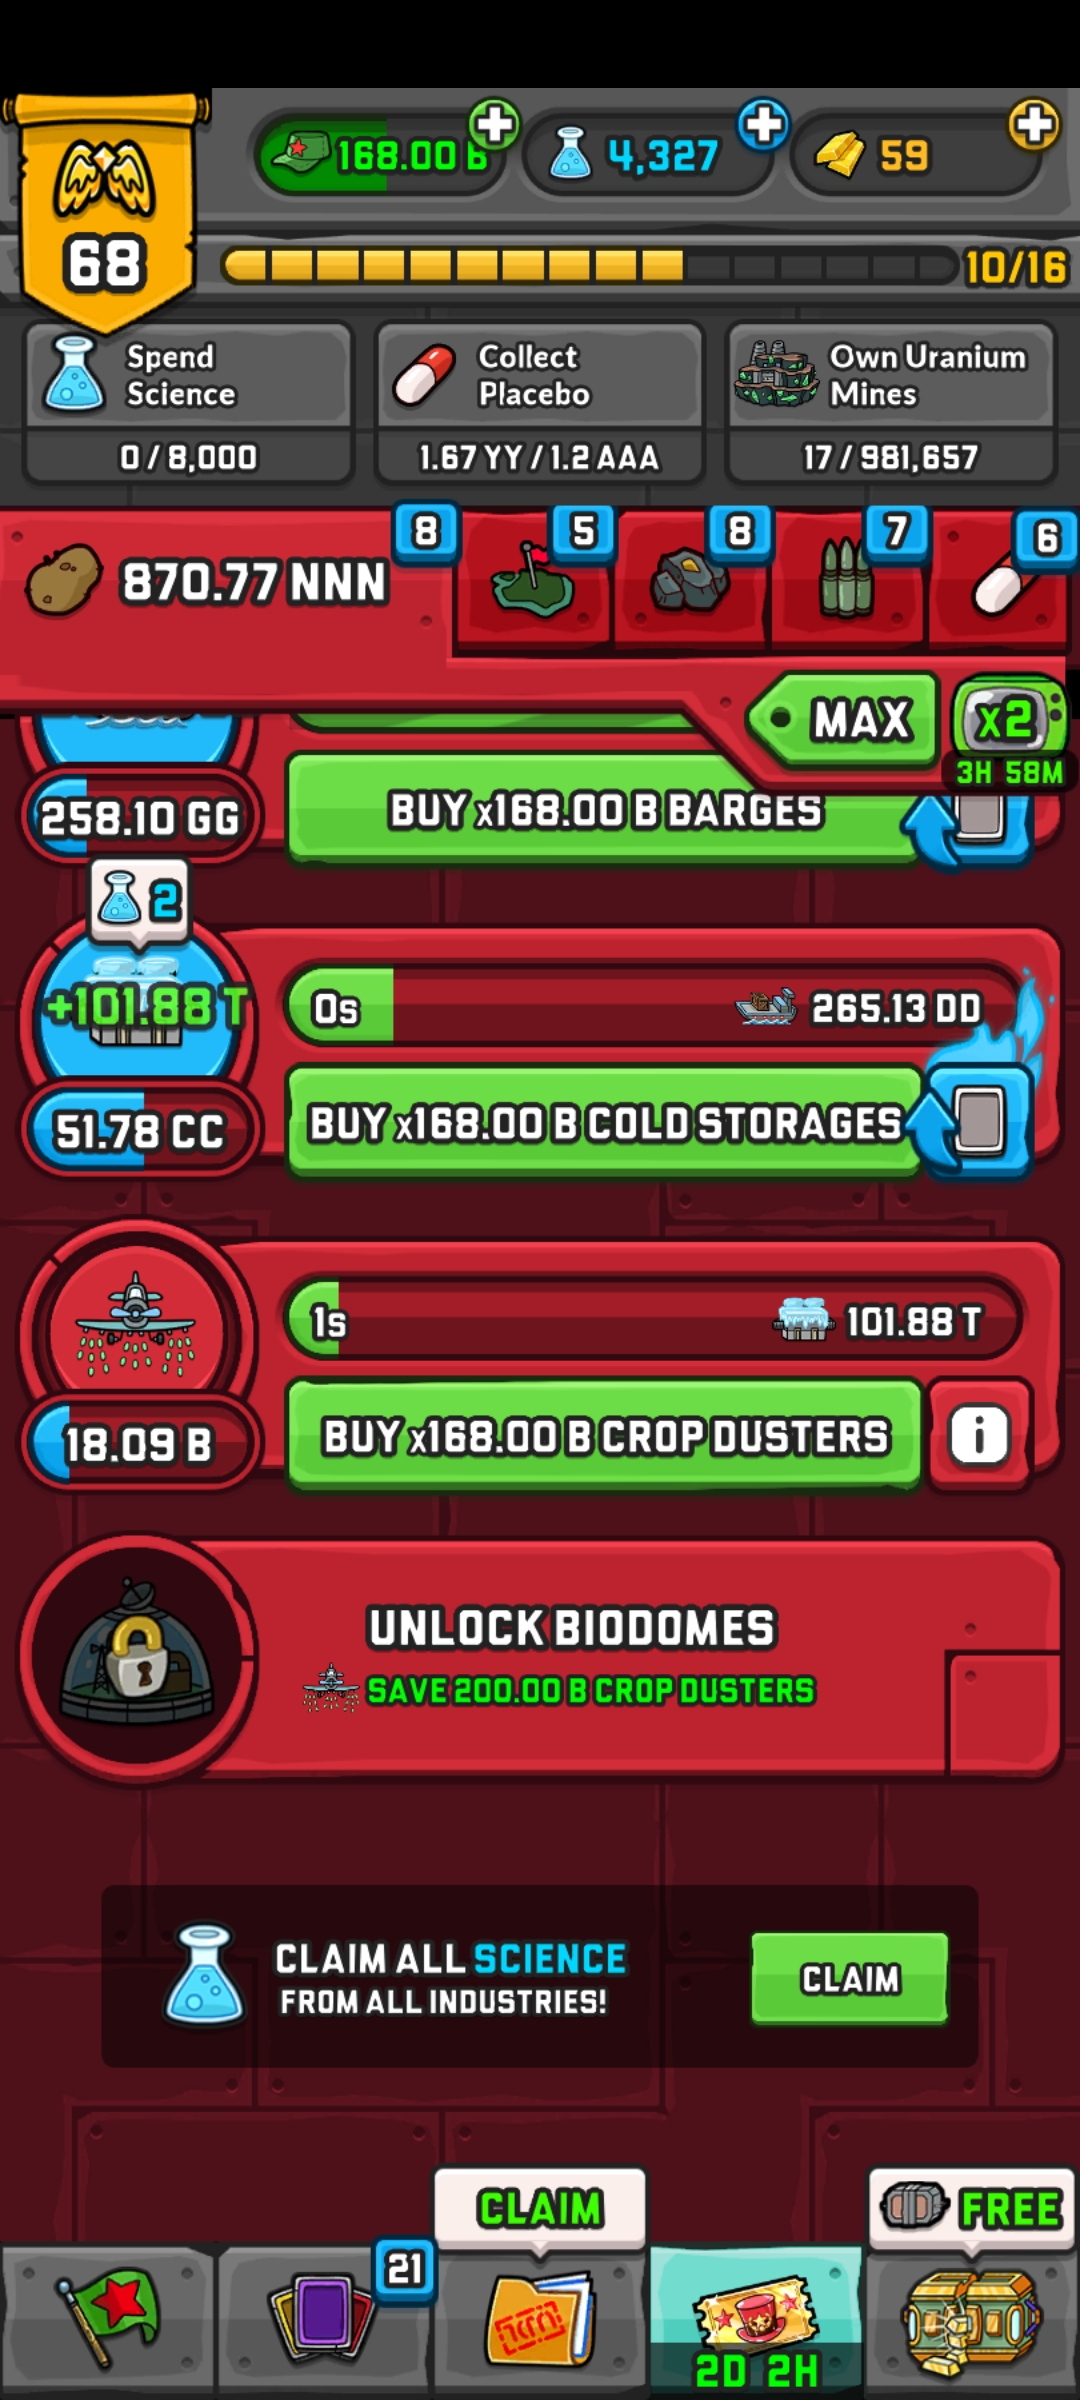 168.00 B
4,327
59
68
10/16
Spend
Science
0 / 8,000
Collect
Placebo
1.67 YY / 1.2 AAA
Own Uranium
Mines
17 / 981,657
870.77 NNN
8
5
8
7
6
MAX
x2
3H 58M
258.10 GG
BUY x168.00 B BARGES
2
+101.88 T
0s
265.13 DD
51.78 CC
BUY x168.00 B COLD STORAGES
1s
101.88 T
18.09 B
BUY x168.00 B CROP DUSTERS
i
UNLOCK BIODOMES
SAVE 200.00 B CROP DUSTERS
CLAIM ALL SCIENCE
FROM ALL INDUSTRIES!
CLAIM
CLAIM
FREE
21
2D 2H